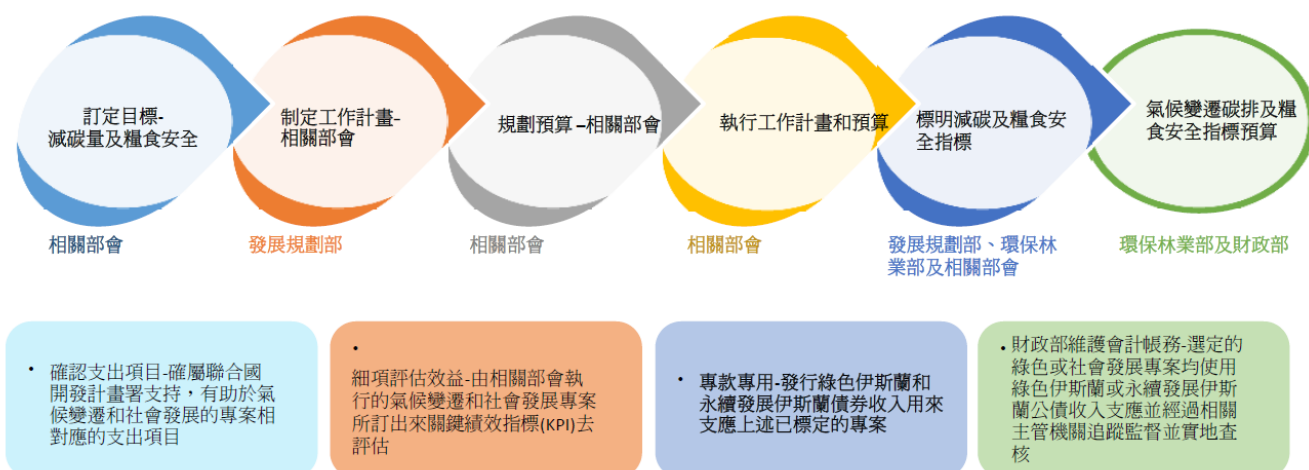 訂定目標-
減碳量及糧食安全
制定工作計畫-
相關部會
規劃預算–相關部會
執行工作計畫和預算
標明減碳及糧食安
全指標
氣候變遷碳排及糧
食安全指標預算
相關部會
發展規劃部
相關部會
相關部會
發展規劃部、環保林
業部及相關部會
環保林業部及財政部
• 確認支出項目-確屬聯合國
開發計畫署支持，有助於氣
候變遷和社會發展的專案相
對應的支出項目
•
細項評估效益-由相關部會執
行的氣候變遷和社會發展專案
所訂出來關鍵績效指標(KPI)去
評估
• 專款專用-發行綠色伊斯蘭和
永續發展伊斯蘭債券收入用來
支應上述已標定的專案
• 財政部維護會計帳務-選定的
綠色或社會發展專案均使用
綠色伊斯蘭或永續發展伊斯
蘭公債收入支應並經過相關
主管機關追蹤監督並實地查
核